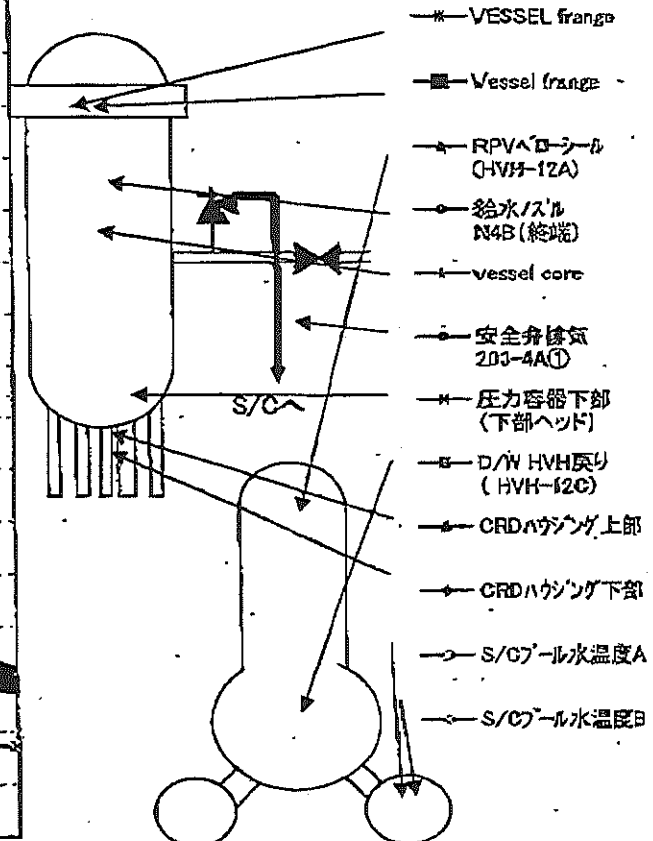 VESSEL frange
Vessel frange
RPVベローシール
(HVH-12A)
給水ノズル
N4B(終端)
vessel core
安全弁排気
203-4A①
S/Cへ
圧力容器下部
(下部ヘッド)
D/W HVH戻り
(HVH-12C)
CRDハウジング上部
CRDハウジング下部
S/Cプール水温度A
S/Cプール水温度B